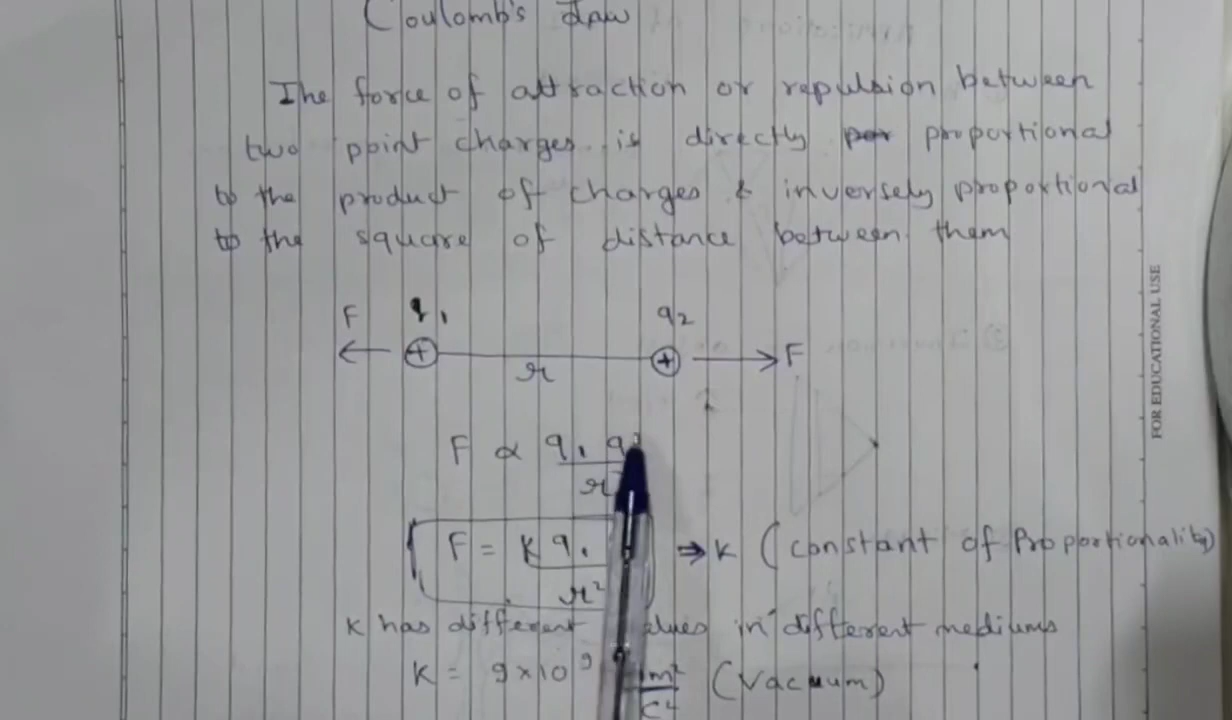 Coulomb's Law
The force of attraction or repulsion between
two point charges is directly proportional
to the product of charges & inversely proportional
to the square of distance between them
F q₁ q₂
+ + F
r
F ∝ q₁ q
r
F = K q₁ ⇒ K (Constant of Proportionality)
r²
K has different in different mediums
K = 9×10⁹ m² (Vacuum)
C²
FOR EDUCATIONAL USE